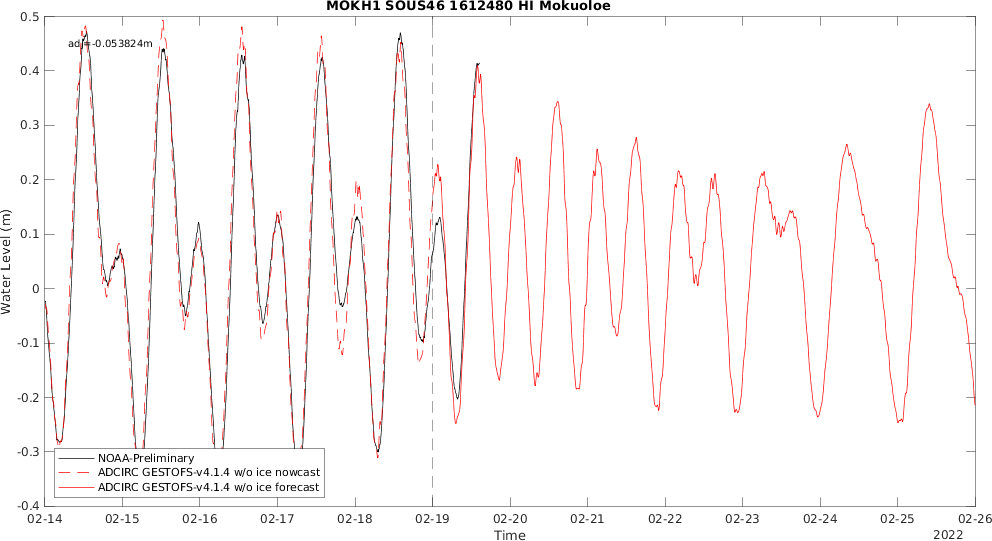 MOKH1 SOUS46 1612480 HI Mokuoloe
adj=-0.053824m
Water Level (m)
0.5
0.4
0.3
0.2
0.1
0
-0.1
-0.2
-0.3
-0.4
NOAA-Preliminary
ADCIRC GESTOFS-v4.1.4 w/o ice nowcast
ADCIRC GESTOFS-v4.1.4 w/o ice forecast
02-14 02-15 02-16 02-17 02-18 02-19 02-20 02-21 02-22 02-23 02-24 02-25 02-26
Time
2022